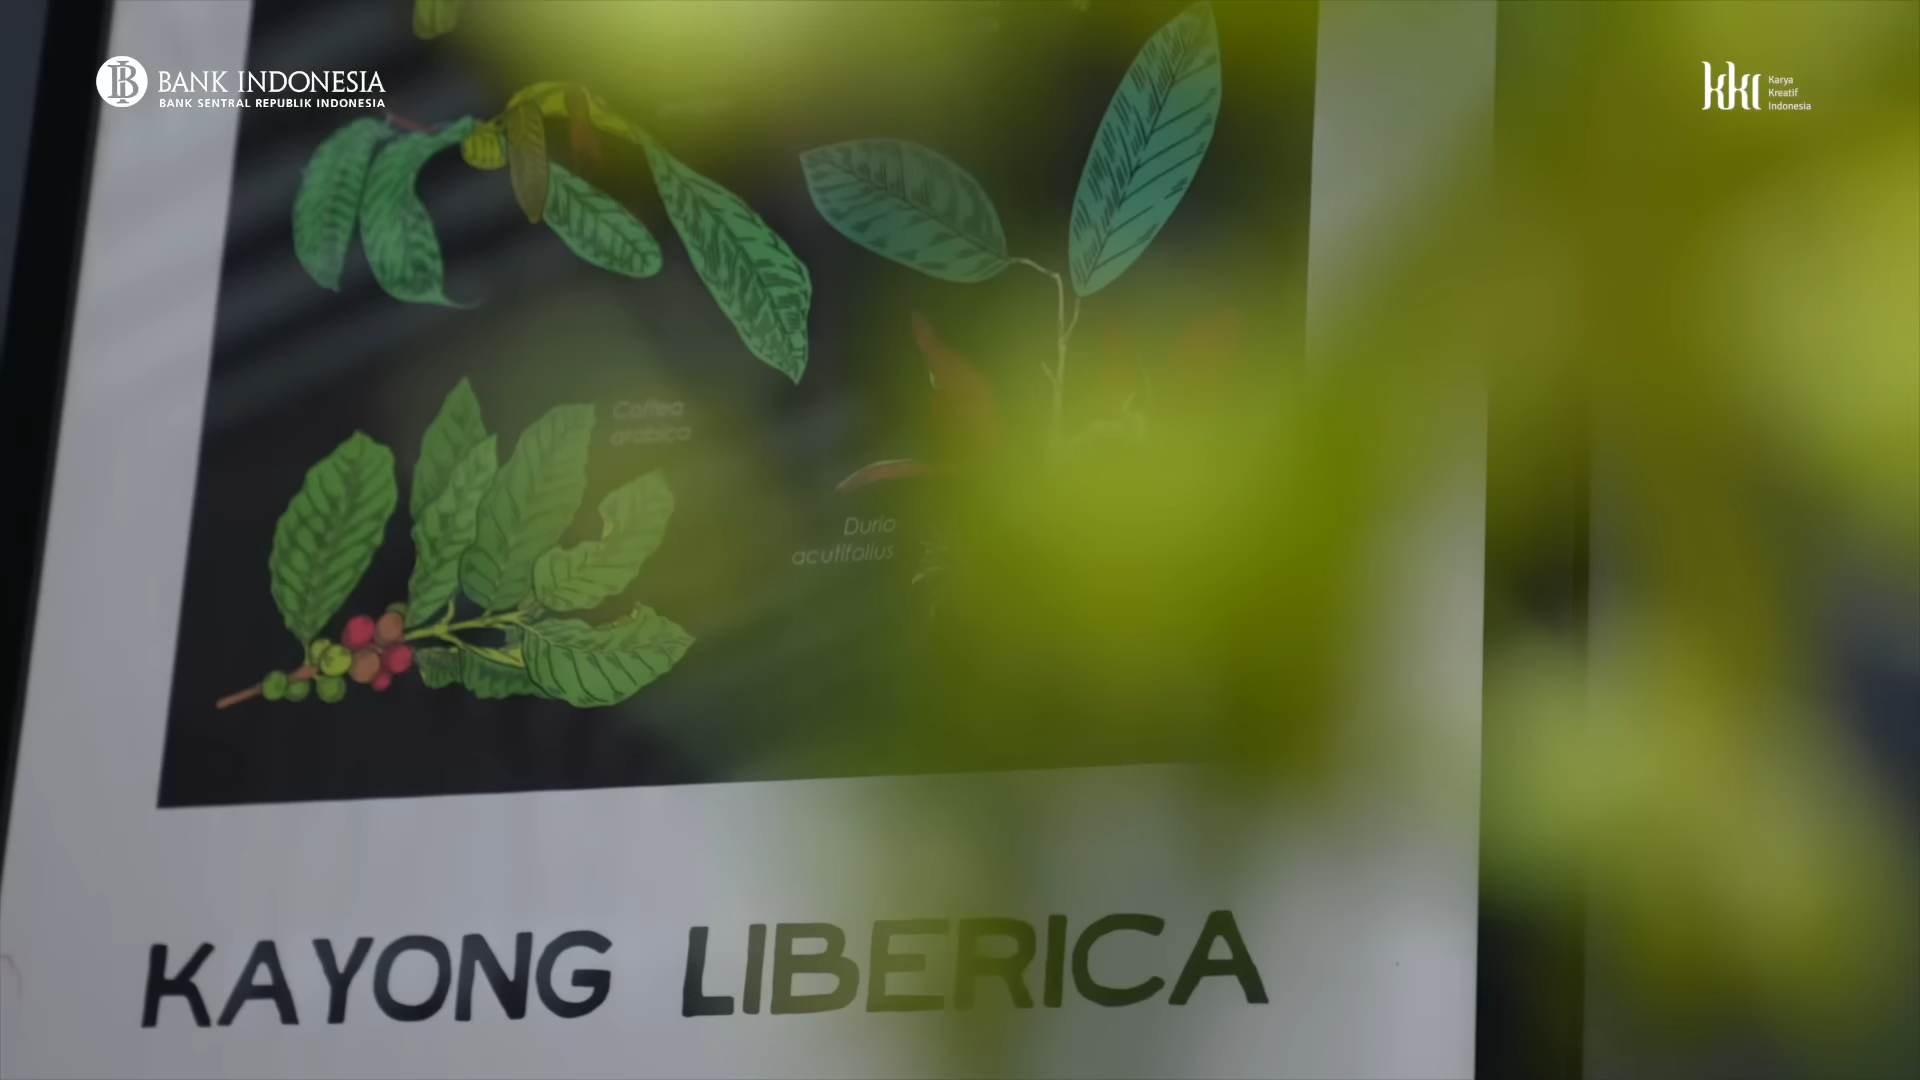 BANK INDONESIA
BANK SENTRAL REPUBLIK INDONESIA
Karya
Kreatif
Indonesia
Coffea
arabica
Durio
acutifolius
KAYONG LIBERICA